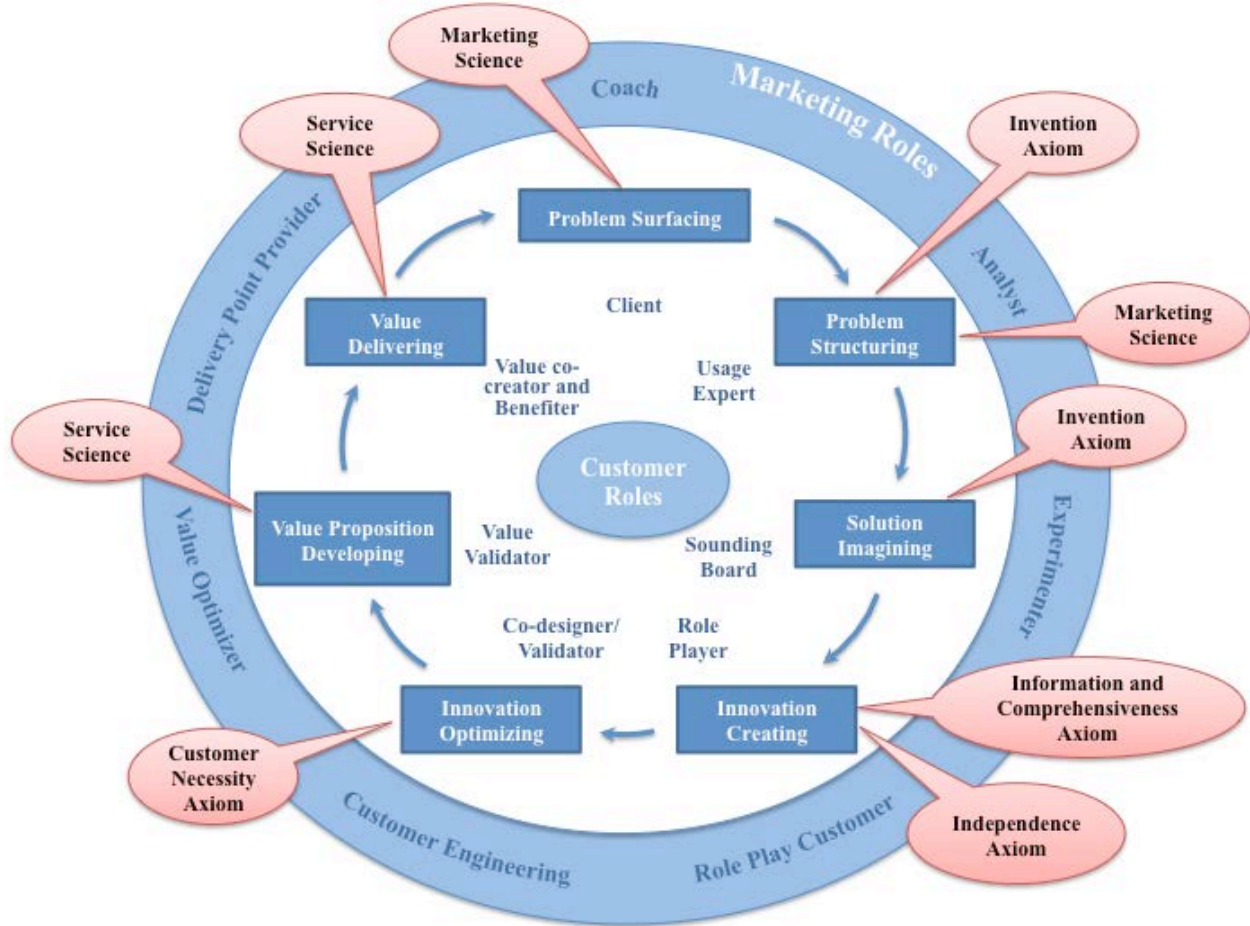 Marketing
Science
Coach
Marketing Roles
Service
Science
Invention
Axiom
Problem Surfacing
Delivery Point Provider
Analyst
Client
Value
Delivering
Problem
Structuring
Marketing
Science
Value co-
creator and
Benefiter
Usage
Expert
Service
Science
Invention
Axiom
Customer
Roles
Value Proposition
Developing
Value
Validator
Sounding
Board
Solution
Imagining
Value Optimizer
Experimenter
Co-designer/
Validator
Role
Player
Innovation
Optimizing
Innovation
Creating
Information and
Comprehensiveness
Axiom
Customer
Necessity
Axiom
Customer Engineering
Role Play Customer
Independence
Axiom